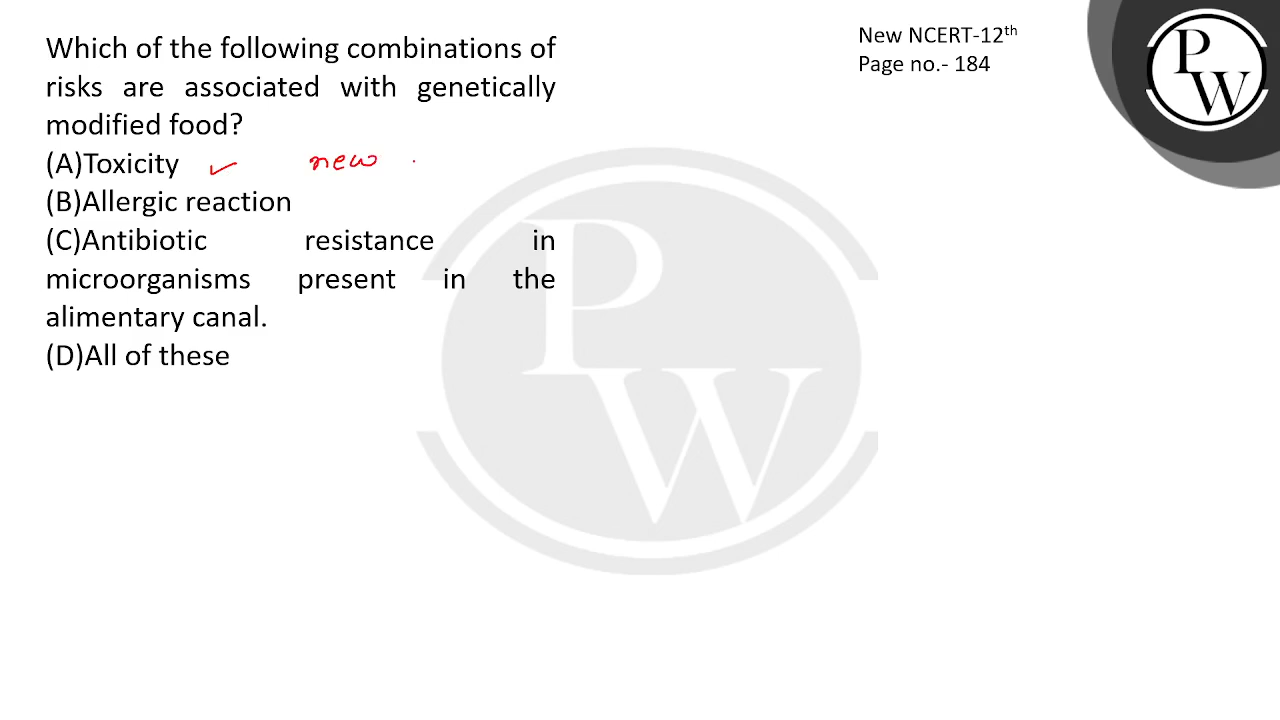 Which of the following combinations of
risks are associated with genetically
modified food?
(A)Toxicity ✓ new
(B)Allergic reaction
(C)Antibiotic resistance in
microorganisms present in the
alimentary canal.
(D)All of these
New NCERT-12th
Page no.- 184
P
W
P
W